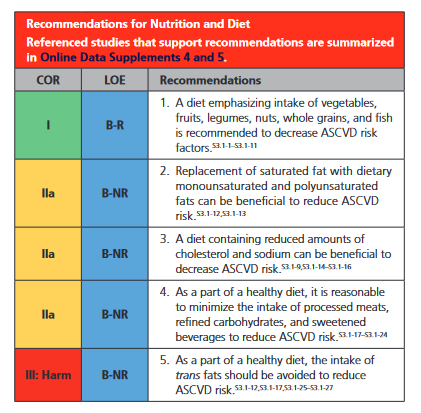 Recommendations for Nutrition and Diet
Referenced studies that support recommendations are summarized
in Online Data Supplements 4 and 5.
COR LOE Recommendations
I B-R 1. A diet emphasizing intake of vegetables,
fruits, legumes, nuts, whole grains, and fish
is recommended to decrease ASCVD risk
factors.S3.1-1–S3.1-11
IIa B-NR 2. Replacement of saturated fat with dietary
monounsaturated and polyunsaturated
fats can be beneficial to reduce ASCVD
risk.S3.1-12,S3.1-13
IIa B-NR 3. A diet containing reduced amounts of
cholesterol and sodium can be beneficial to
decrease ASCVD risk.S3.1-9,S3.1-14–S3.1-16
IIa B-NR 4. As a part of a healthy diet, it is reasonable
to minimize the intake of processed meats,
refined carbohydrates, and sweetened
beverages to reduce ASCVD risk.S3.1-17–S3.1-24
III: Harm B-NR 5. As a part of a healthy diet, the intake of
trans fats should be avoided to reduce
ASCVD risk.S3.1-12,S3.1-17,S3.1-25–S3.1-27